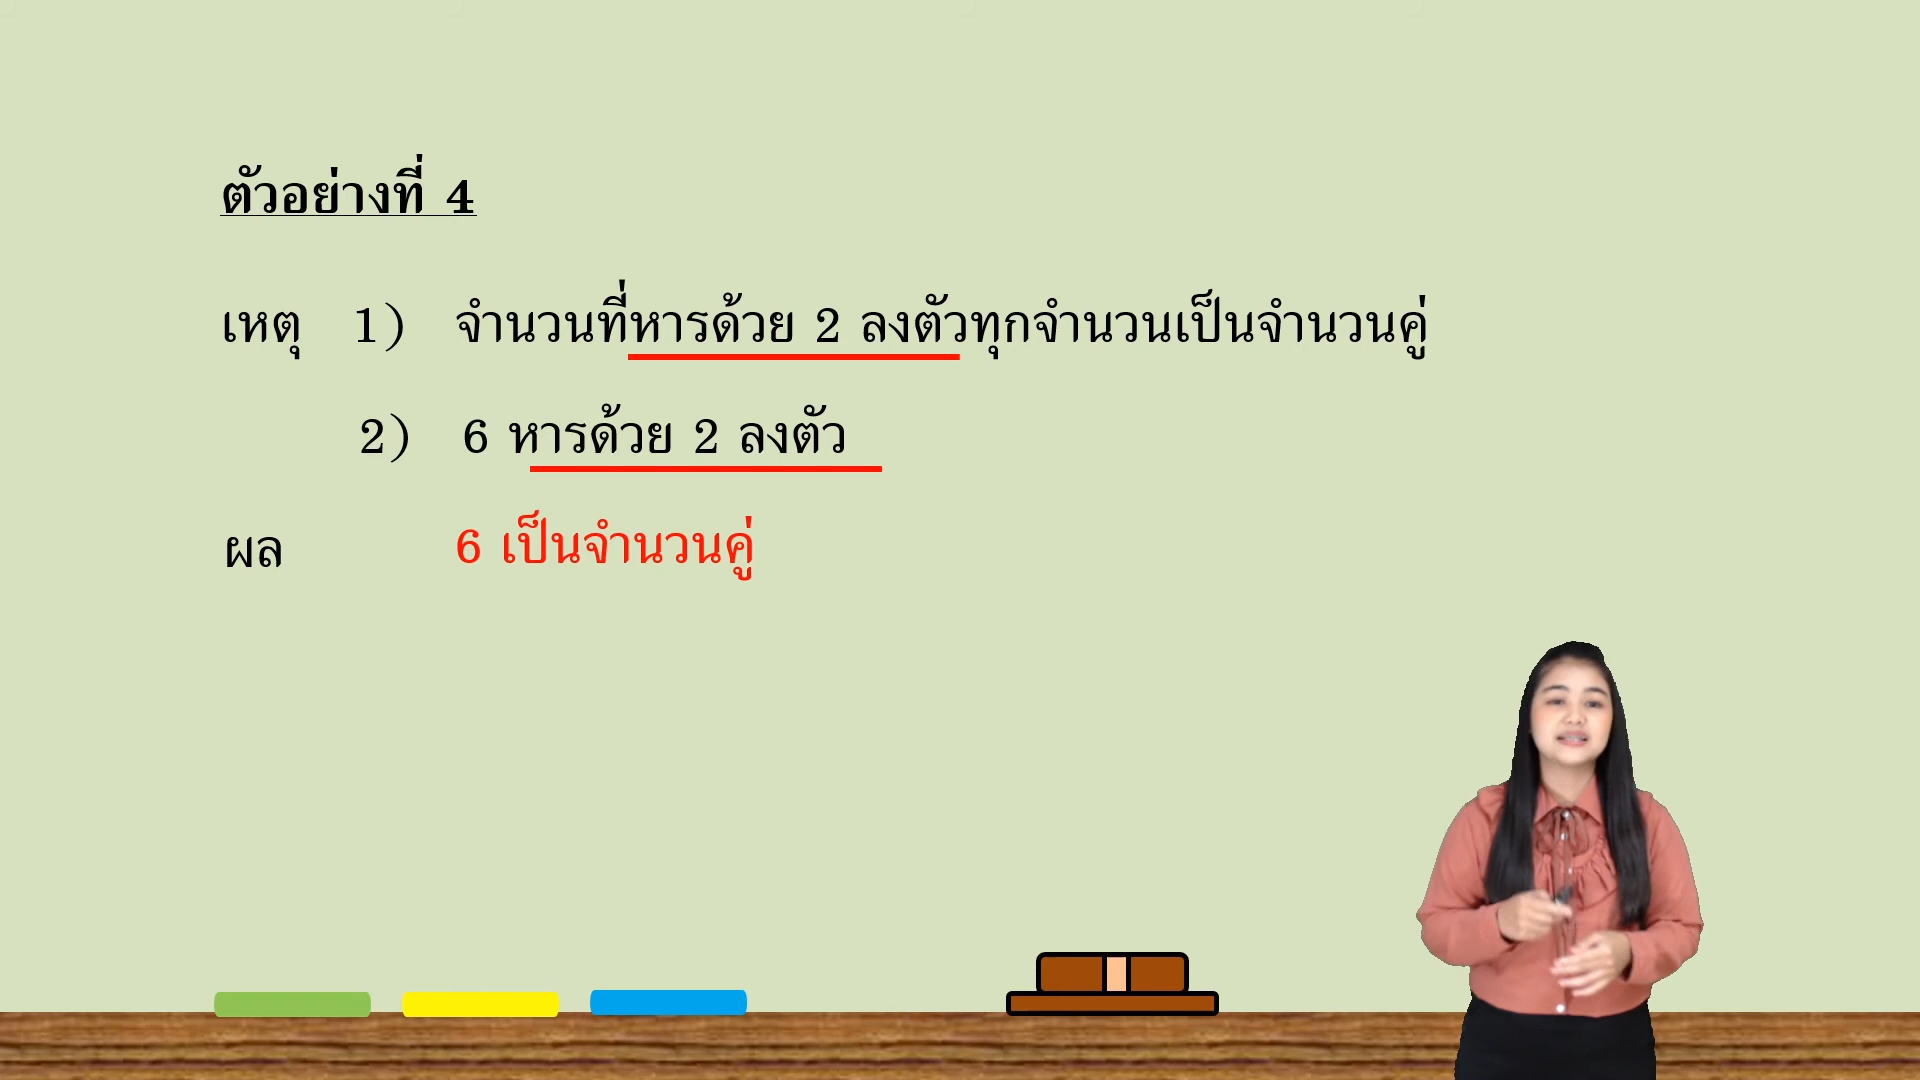 ตัวอย่างที่ 4
เหตุ 1) จำนวนที่หารด้วย 2 ลงตัวทุกจำนวนเป็นจำนวนคู่
2) 6 หารด้วย 2 ลงตัว
ผล 6 เป็นจำนวนคู่